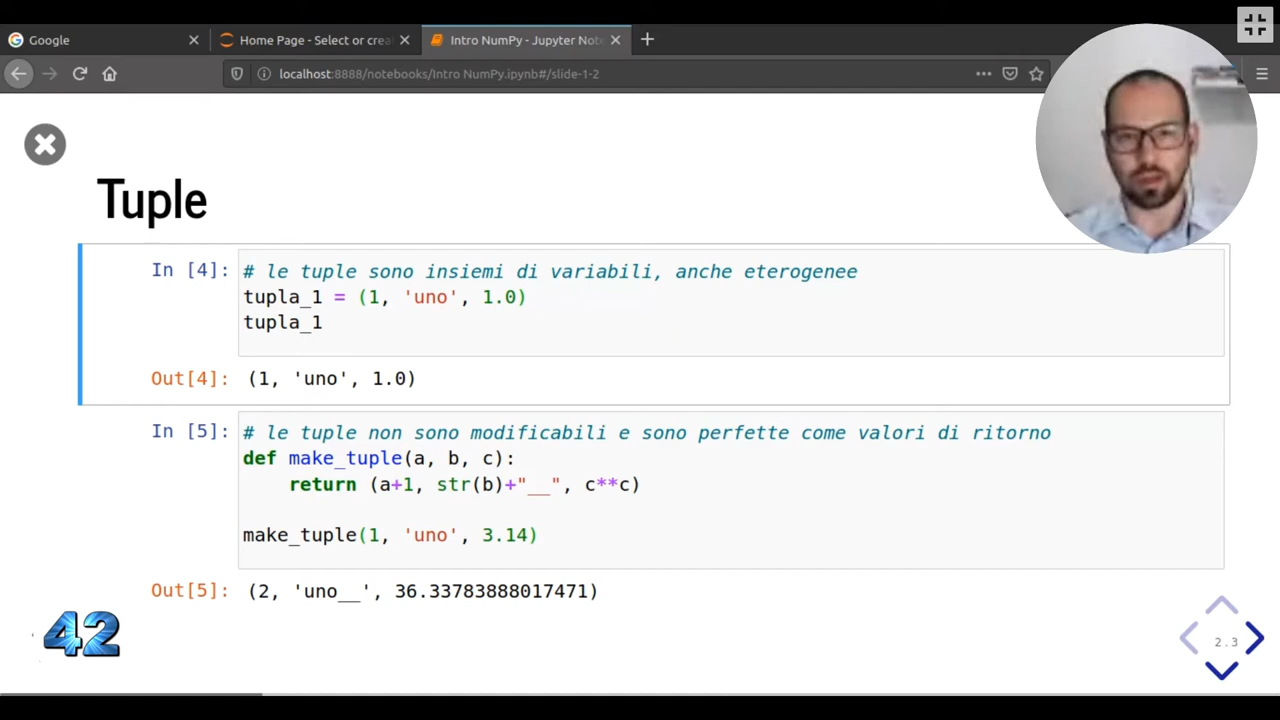 Google
Home Page - Select or crea
Intro NumPy - Jupyter Note
localhost:8888/notebooks/Intro NumPy.ipynb#/slide-1-2
Tuple
In [4]:
# le tuple sono insiemi di variabili, anche eterogenee
tupla_1 = (1, 'uno', 1.0)
tupla_1
Out[4]: (1, 'uno', 1.0)
In [5]:
# le tuple non sono modificabili e sono perfette come valori di ritorno
def make_tuple(a, b, c):
    return (a+1, str(b)+"__", c**c)
make_tuple(1, 'uno', 3.14)
Out[5]: (2, 'uno__', 36.33783888017471)
42
2.3